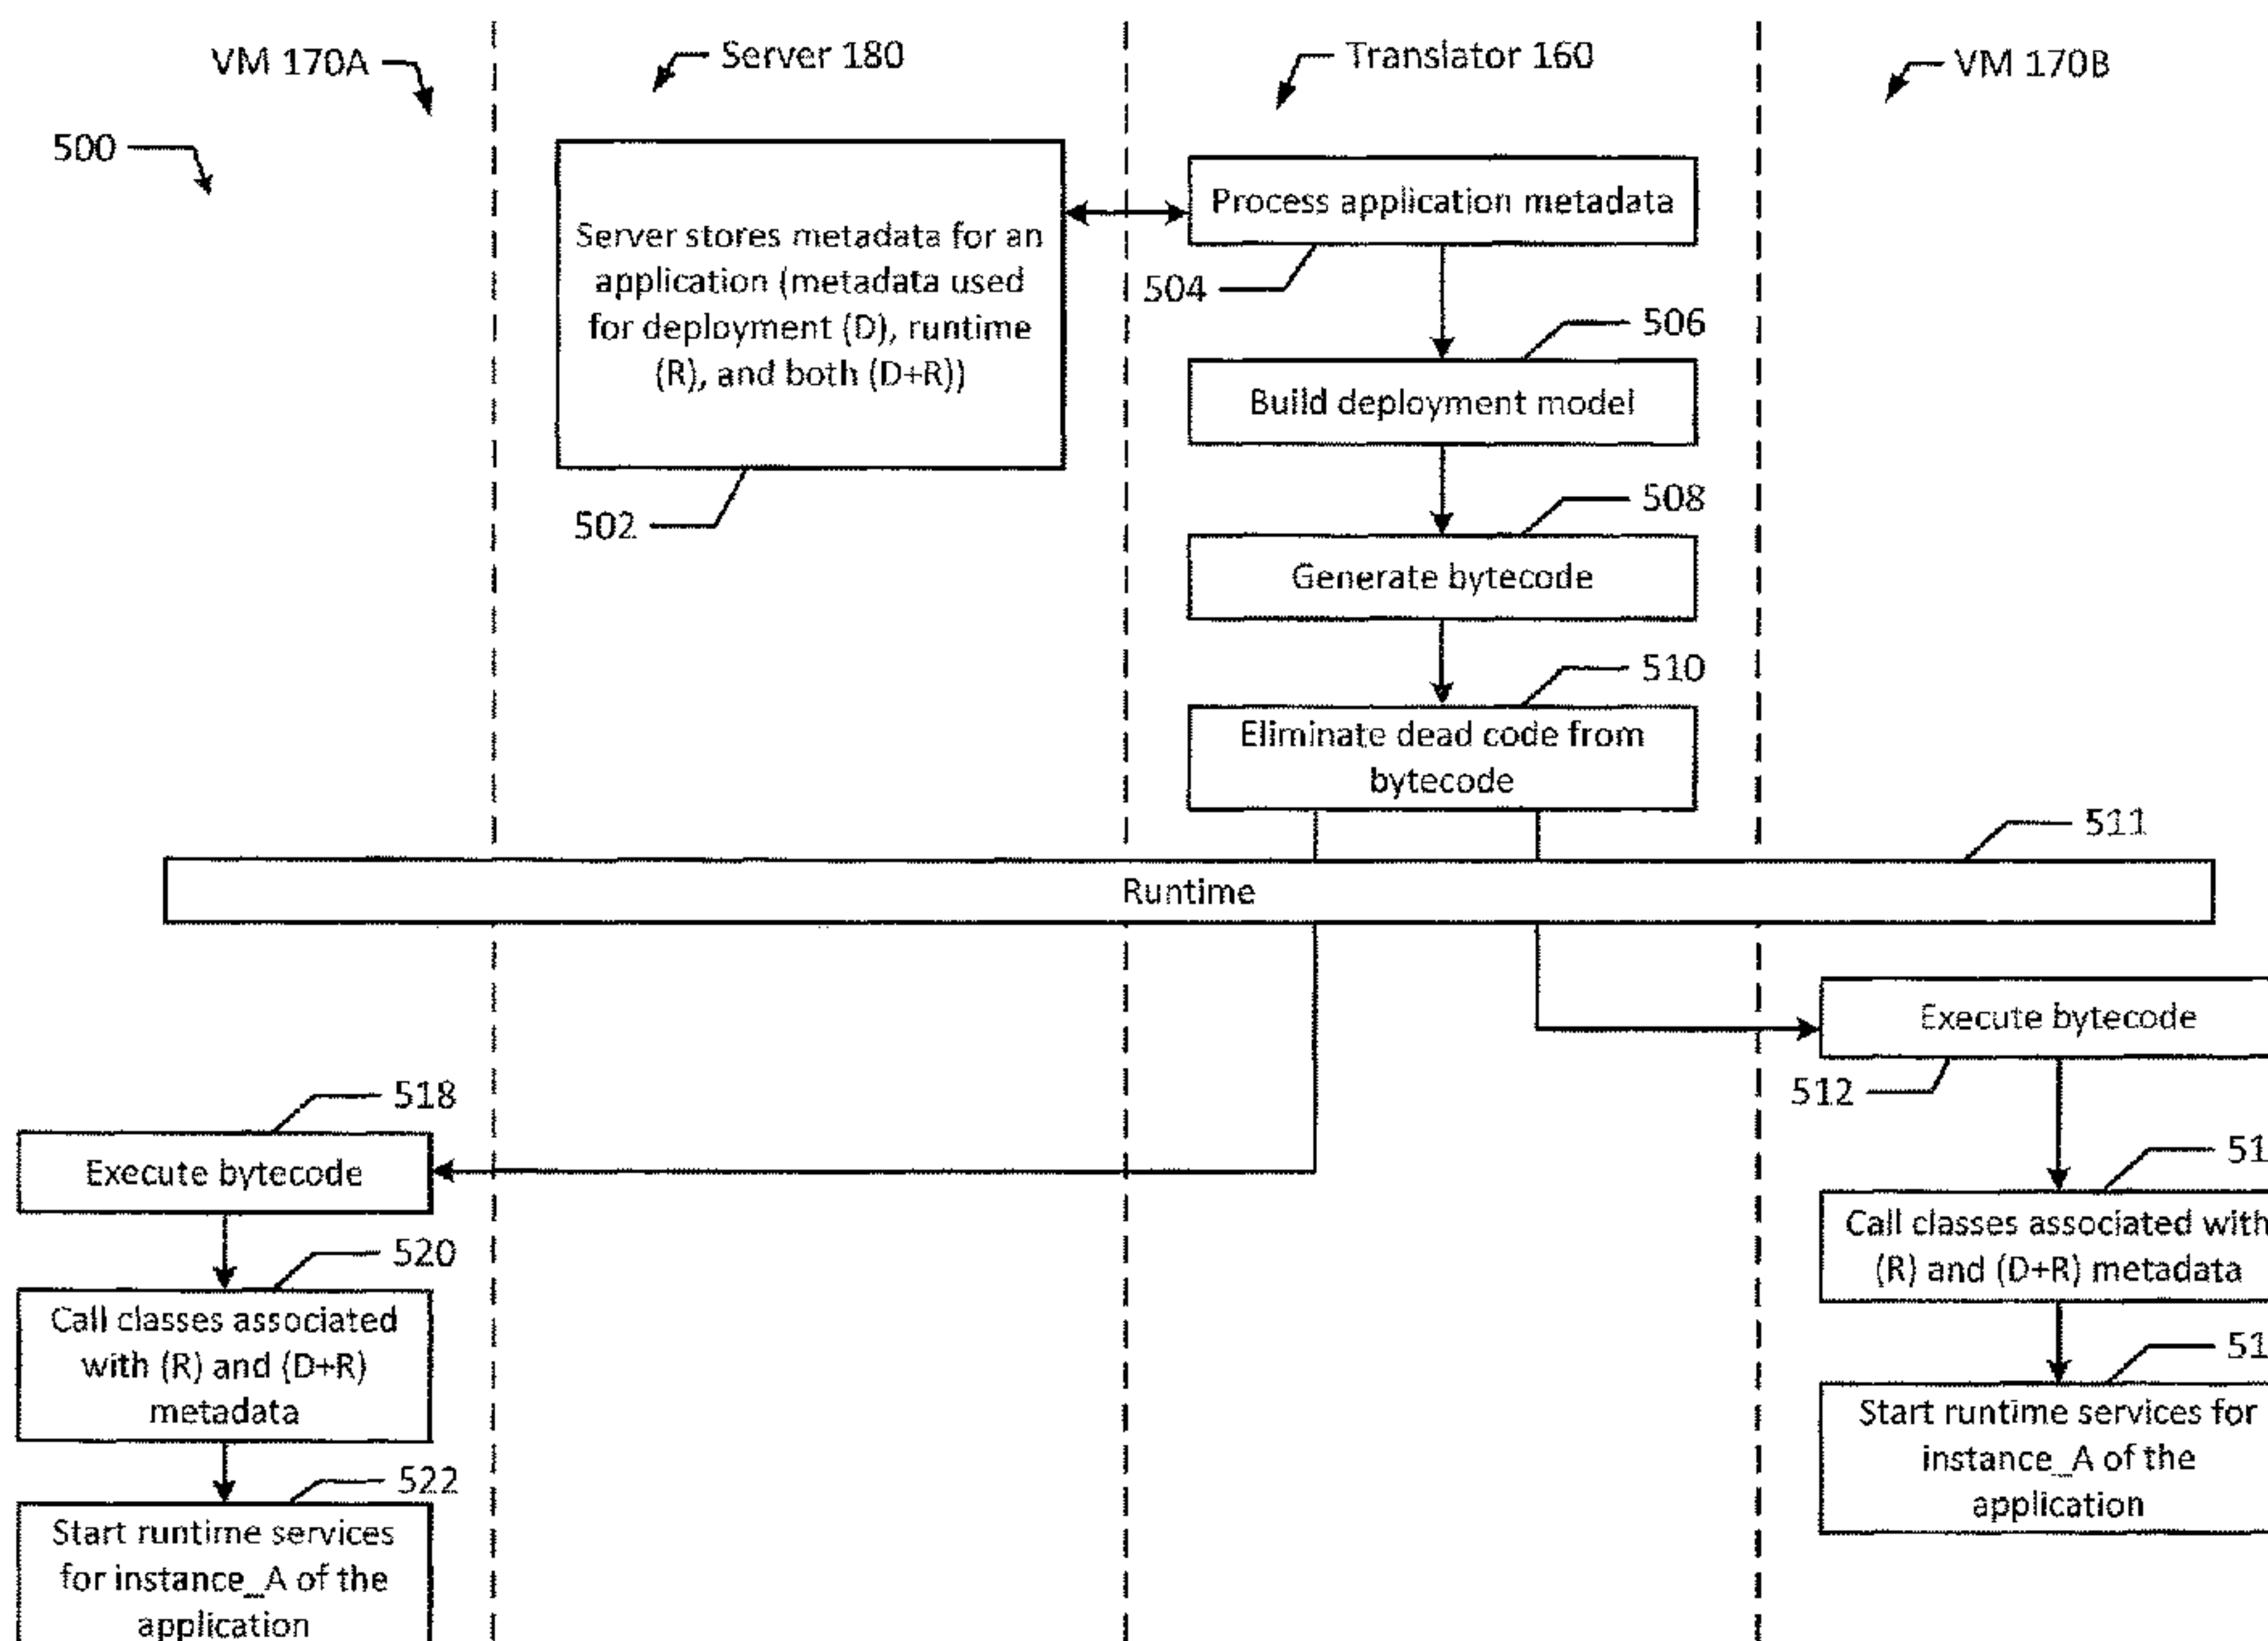 VM 170A
Server 180
Translator 160
VM 170B
500
Server stores metadata for an
application (metadata used
for deployment (D), runtime
(R), and both (D+R))
502
Process application metadata
504
506
Build deployment model
508
Generate bytecode
510
Eliminate dead code from
bytecode
511
Runtime
Execute bytecode
512
518
Execute bytecode
51
Call classes associated with
(R) and (D+R) metadata
520
Call classes associated
with (R) and (D+R)
metadata
51
Start runtime services for
instance_A of the
application
522
Start runtime services
for instance_A of the
application